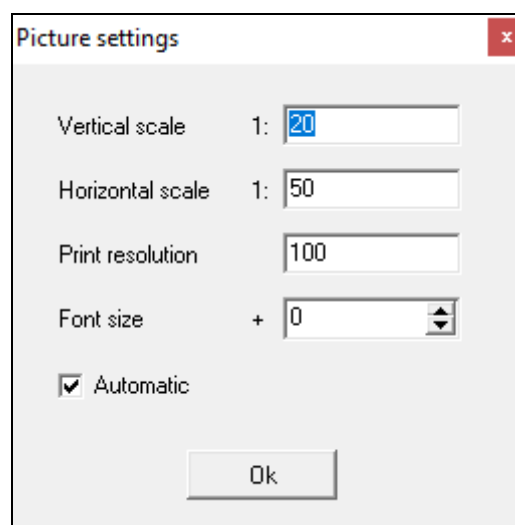 Picture settings x
Vertical scale 1: 20
Horizontal scale 1: 50
Print resolution 100
Font size + 0
Automatic
Ok